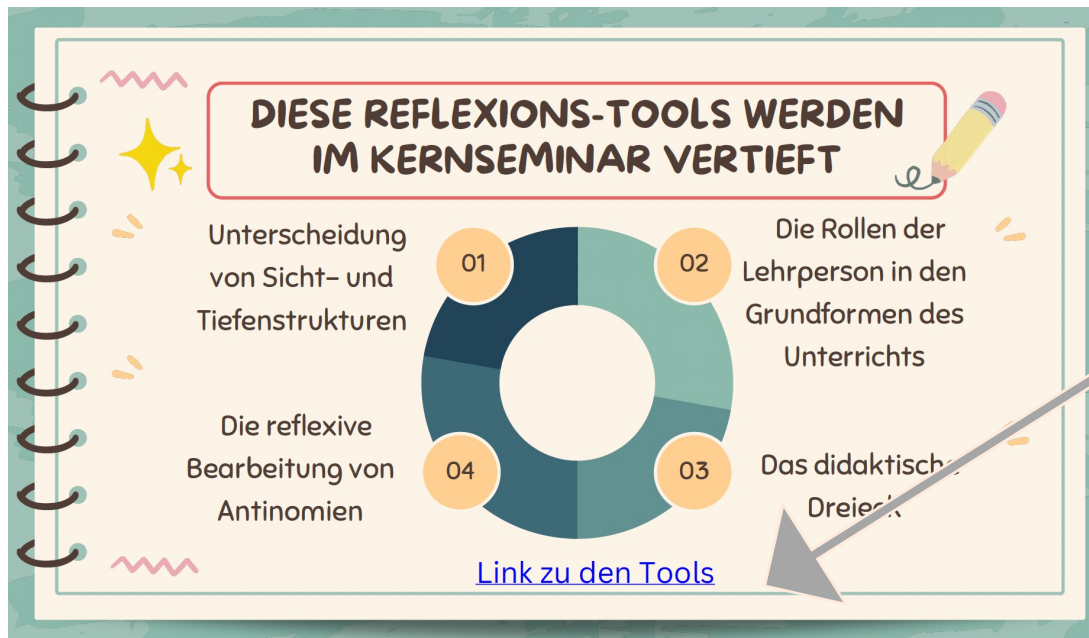 DIESE REFLEXIONS-TOOLS WERDEN
IM KERNSEMINAR VERTIEFT
01
Unterscheidung
von Sicht- und
Tiefenstrukturen
02
Die Rollen der
Lehrperson in den
Grundformen des
Unterrichts
03
Das didaktische
Dreieck
04
Die reflexive
Bearbeitung von
Antinomien
Link zu den Tools